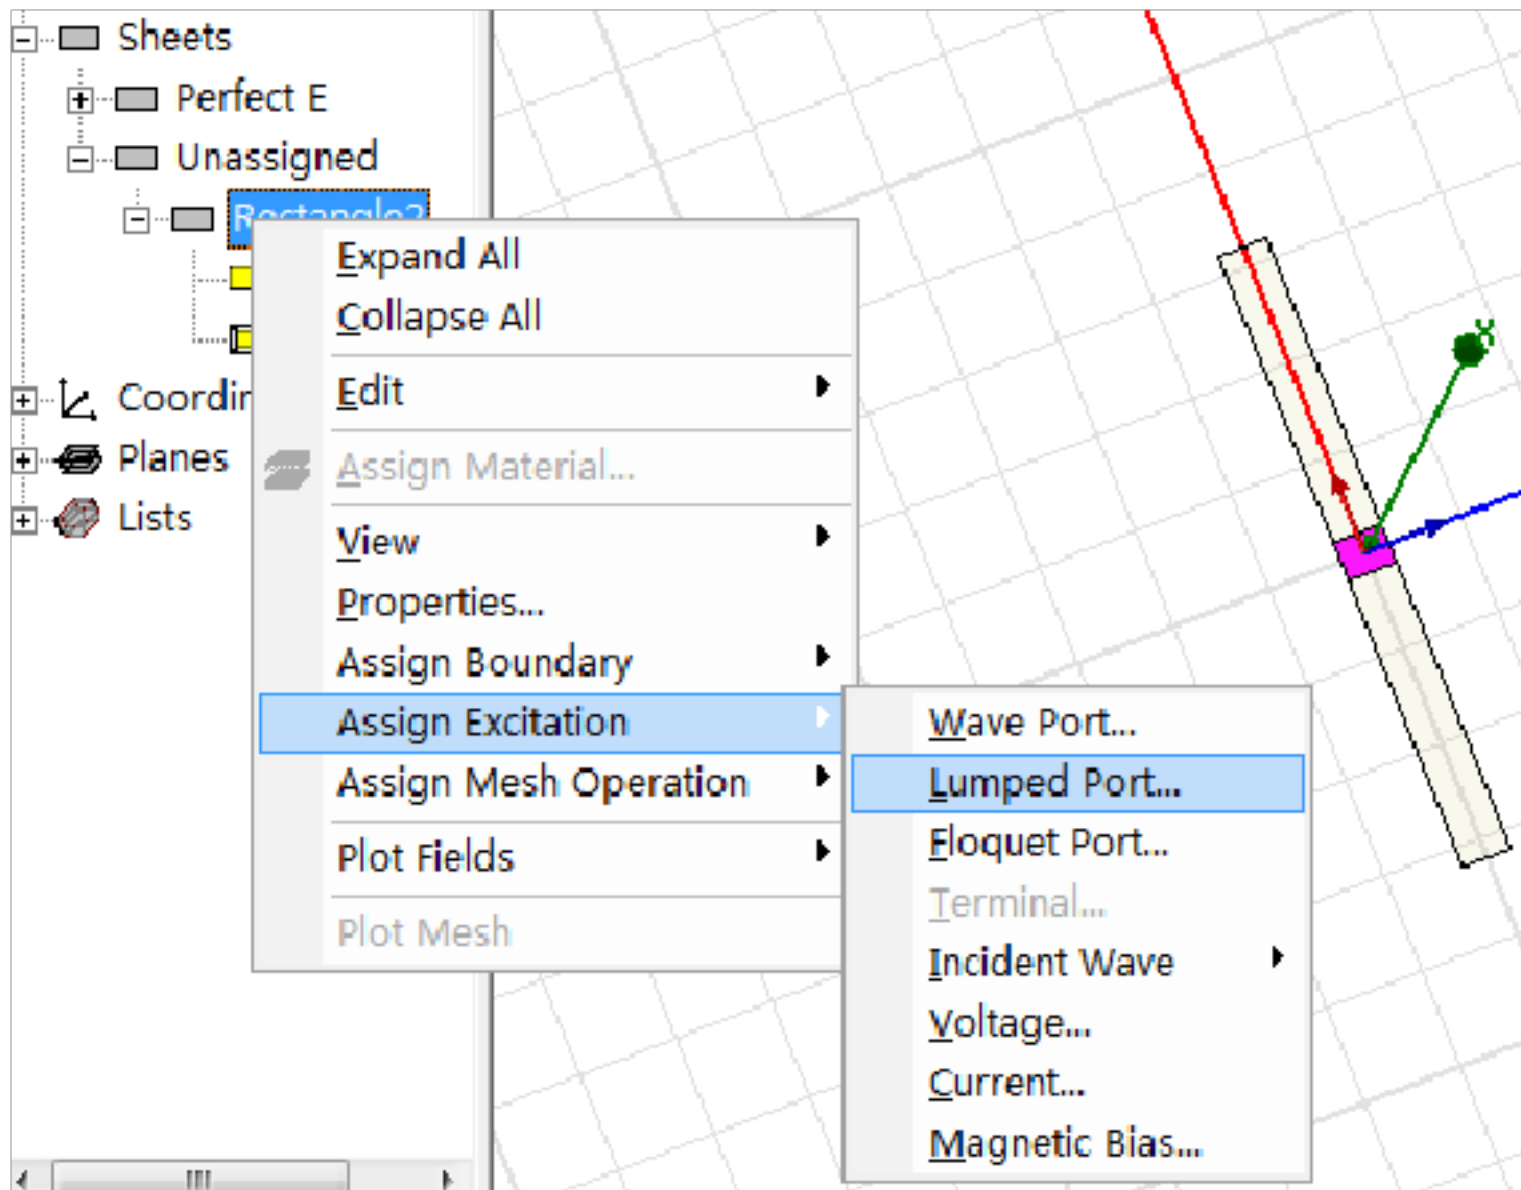 Sheets
Perfect E
Unassigned
Expand All
Collapse All
Edit
Coordin
Planes
Assign Material...
Lists
View
Properties...
Assign Boundary
Assign Excitation
Assign Mesh Operation
Plot Fields
Plot Mesh
Wave Port...
Lumped Port...
Floquet Port...
Terminal...
Incident Wave
Voltage...
Current...
Magnetic Bias...